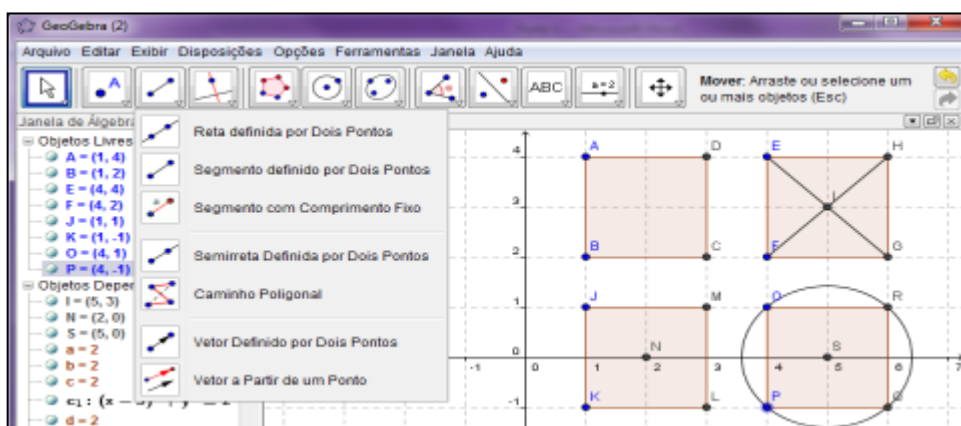 GeoGebra (2)
Arquivo Editar Exibir Disposições Opções Ferramentas Janela Ajuda
A
ABC
a=2
Mover: Arraste ou selecione um
ou mais objetos (Esc)
Janela de Álgebra
Objetos Livres
A = (1, 4)
B = (1, 2)
E = (4, 4)
F = (4, 2)
J = (1, 1)
K = (1, -1)
O = (4, 1)
P = (4, -1)
Objetos Depen
I = (5, 3)
N = (2, 0)
S = (5, 0)
a = 2
b = 2
c = 2
c₁: (x
d = 2
Reta definida por Dois Pontos
Segmento definido por Dois Pontos
a
Segmento com Comprimento Fixo
Semirreta Definida por Dois Pontos
Caminho Poligonal
Vetor Definido por Dois Pontos
Vetor a Partir de um Ponto
A D E H
4
3 I
2
B C F G
J M O R
1
N S
0
-1 0 1 2 3 4 5 6 7
-1
K L P Q